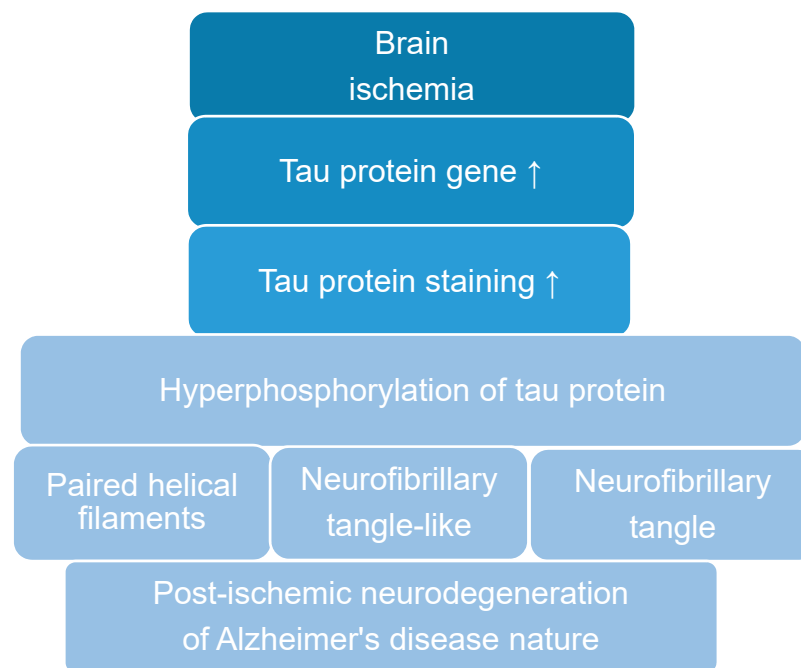 Brain
ischemia
Tau protein gene ↑
Tau protein staining ↑
Hyperphosphorylation of tau protein
Paired helical
filaments
Neurofibrillary
tangle-like
Neurofibrillary
tangle
Post-ischemic neurodegeneration
of Alzheimer's disease nature